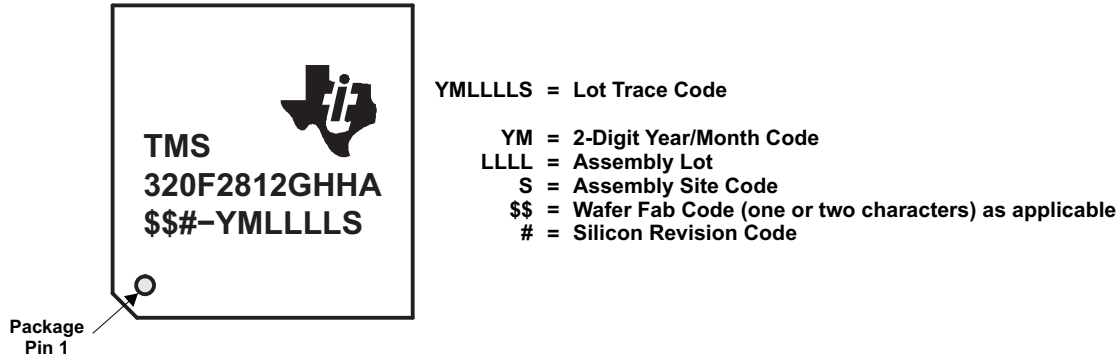 TMS
320F2812GHHA
$$#−YMLLLLS
Package
Pin 1
YMLLLLS = Lot Trace Code
YM = 2-Digit Year/Month Code
LLLL = Assembly Lot
S = Assembly Site Code
$$ = Wafer Fab Code (one or two characters) as applicable
# = Silicon Revision Code